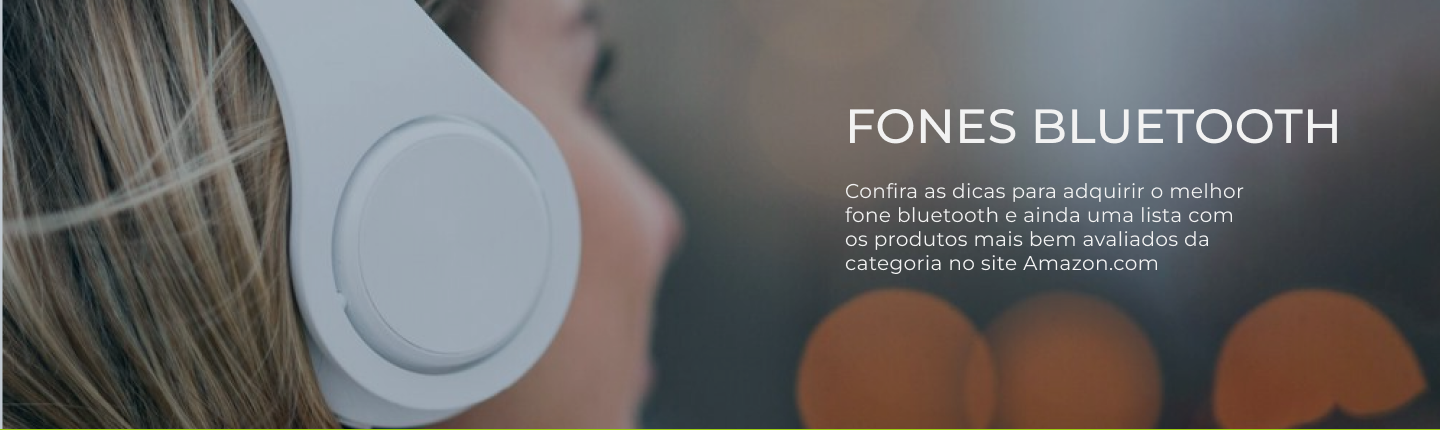 FONES BLUETOOTH
Confira as dicas para adquirir o melhor
fone bluetooth e ainda uma lista com
os produtos mais bem avaliados da
categoria no site Amazon.com